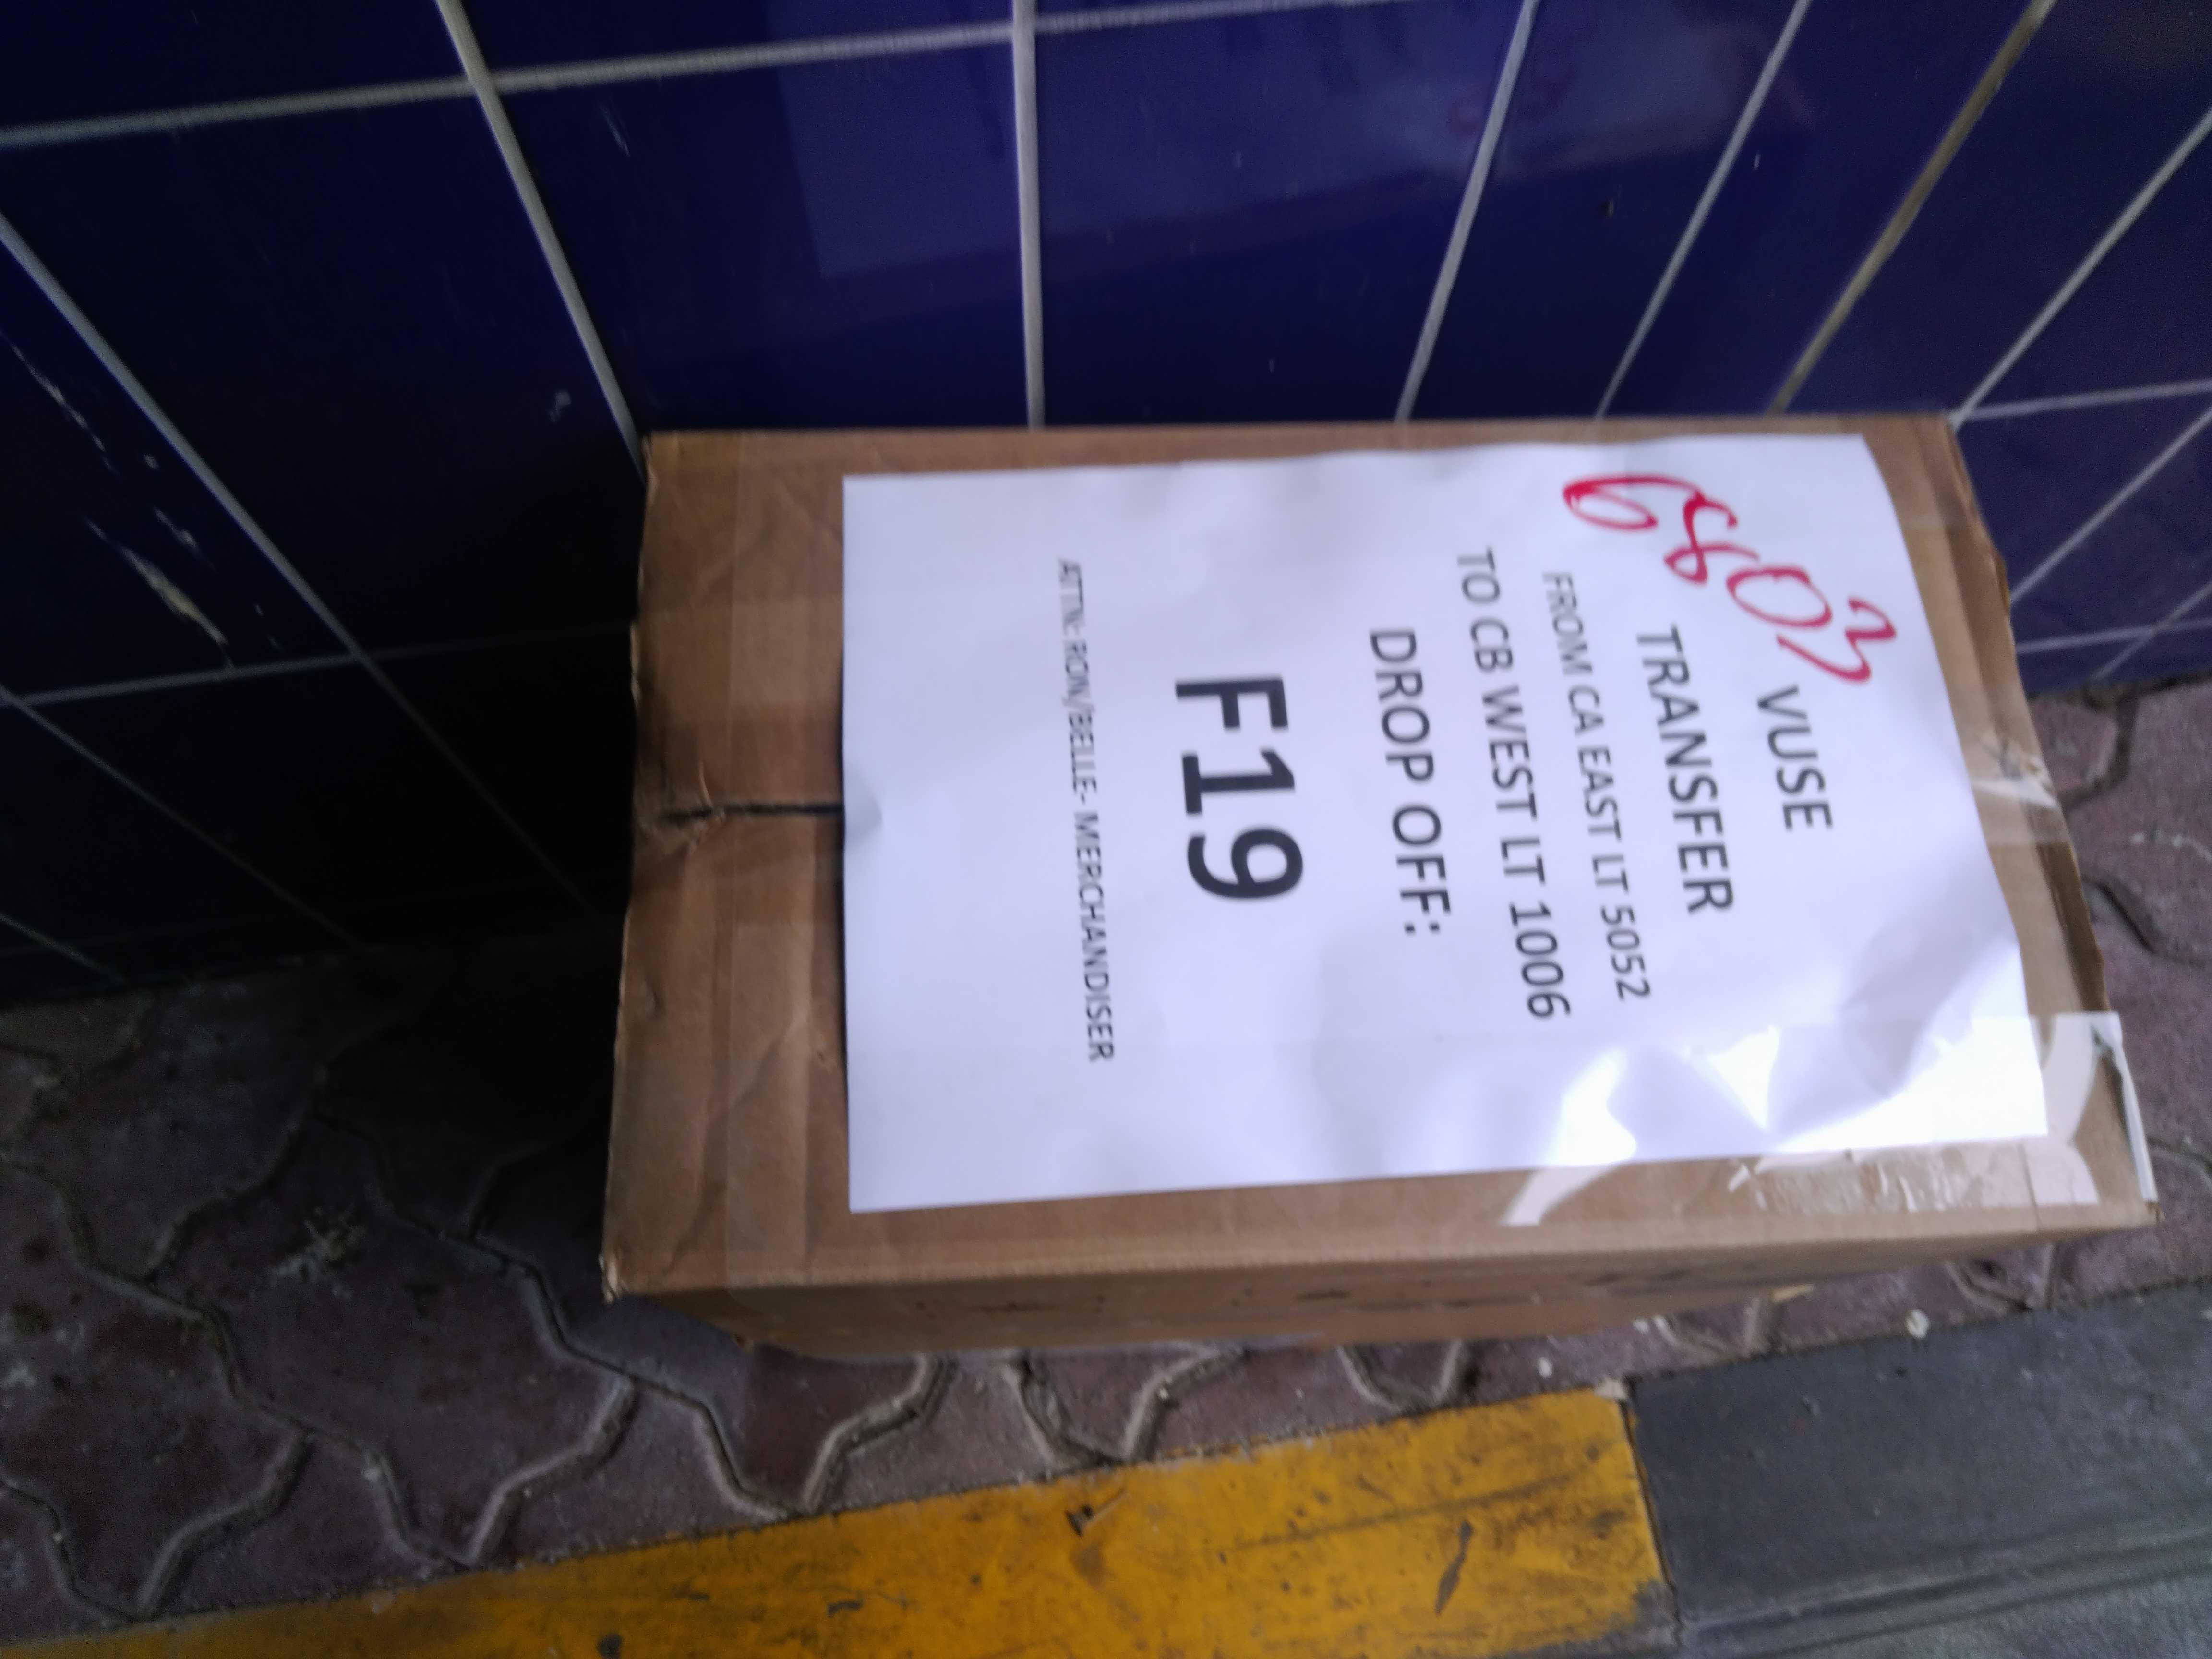 6803
VUSE
TRANSFER
FROM CA EAST LT 5052
TO CB WEST LT 1006
DROP OFF:
F19
ATTN: RON/BELLE- MERCHANDISER